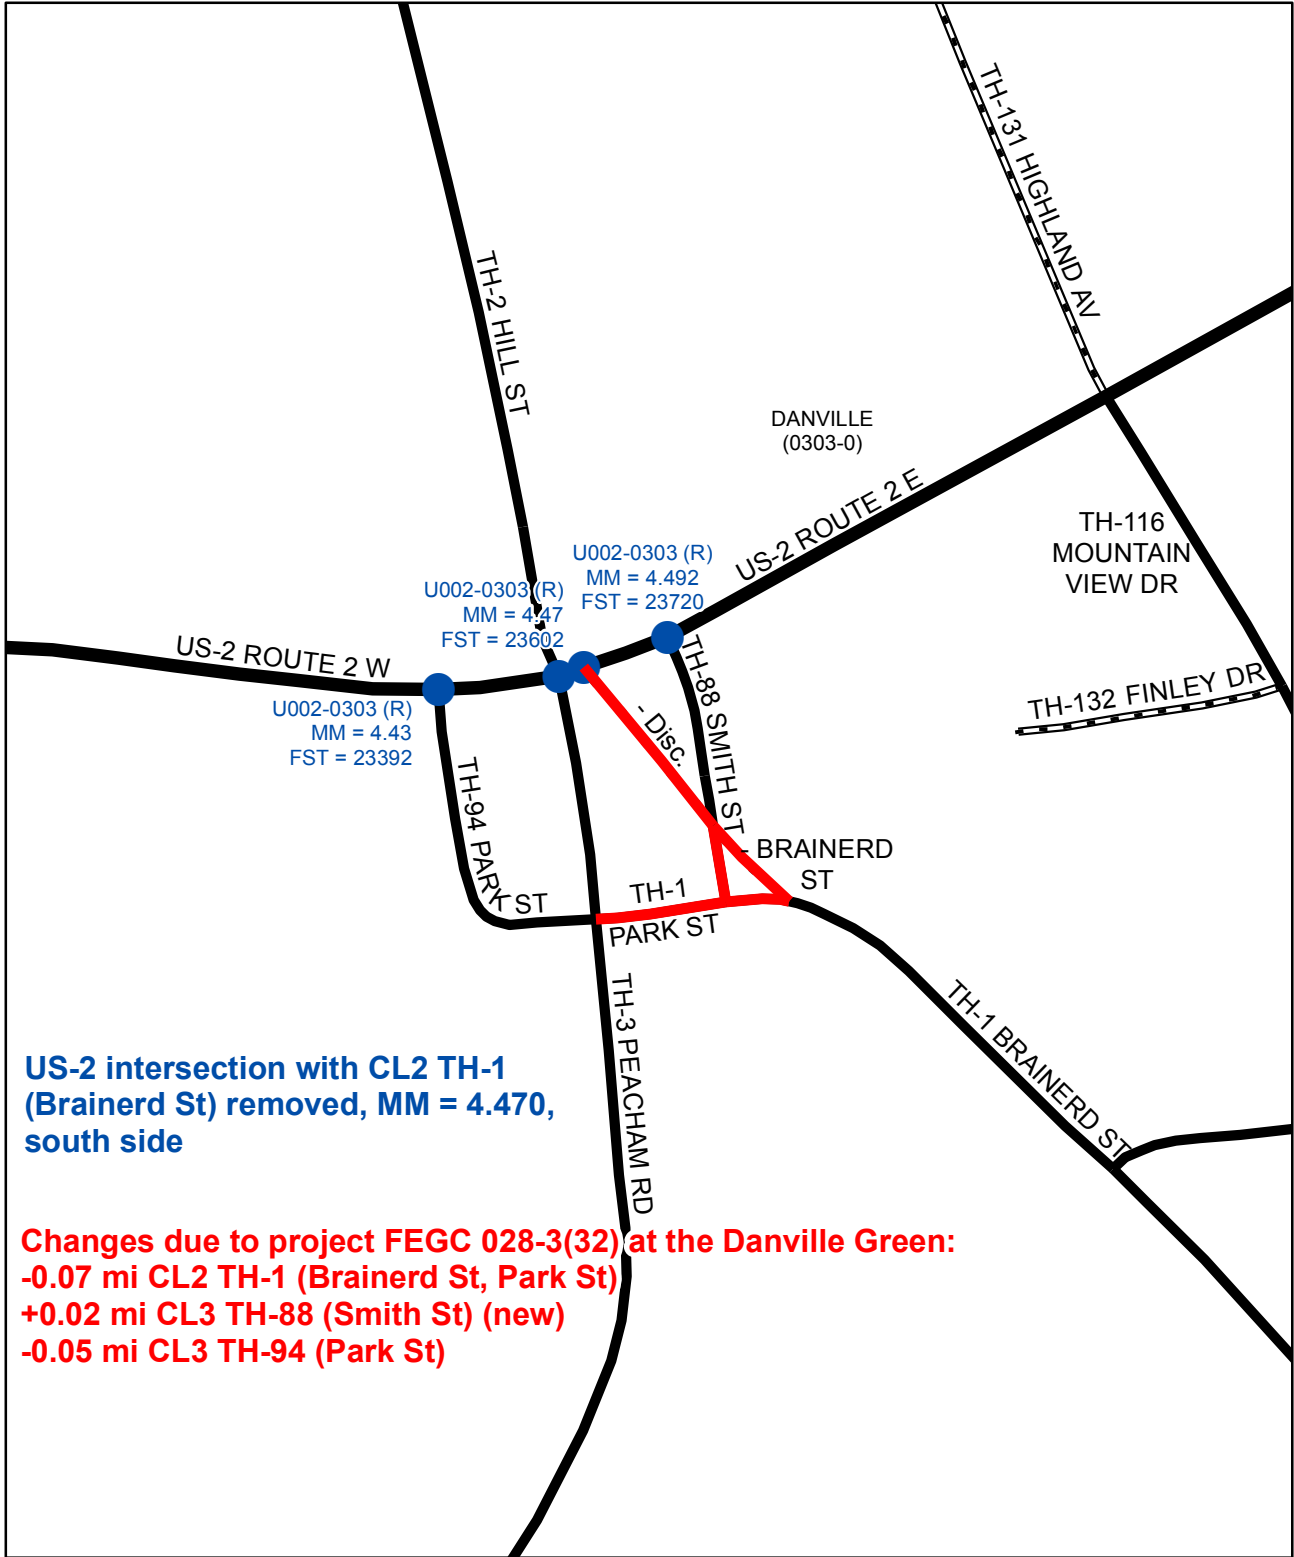 TH-131 HIGHLAND AV
TH-2 HILL ST
DANVILLE
(0303-0)
US-2 ROUTE 2 E
TH-116
MOUNTAIN
VIEW DR
U002-0303 (R)
MM = 4.492
FST = 23720
U002-0303 (R)
MM = 4.47
FST = 23602
US-2 ROUTE 2 W
TH-132 FINLEY DR
U002-0303 (R)
MM = 4.43
FST = 23392
- Disc.
TH-88 SMITH ST
TH-94 PARK ST
- BRAINERD
ST
TH-1
PARK ST
TH-3 PEACHAM RD
TH-1 BRAINERD ST
US-2 intersection with CL2 TH-1
(Brainerd St) removed, MM = 4.470,
south side
Changes due to project FEGC 028-3(32) at the Danville Green:
-0.07 mi CL2 TH-1 (Brainerd St, Park St)
+0.02 mi CL3 TH-88 (Smith St) (new)
-0.05 mi CL3 TH-94 (Park St)